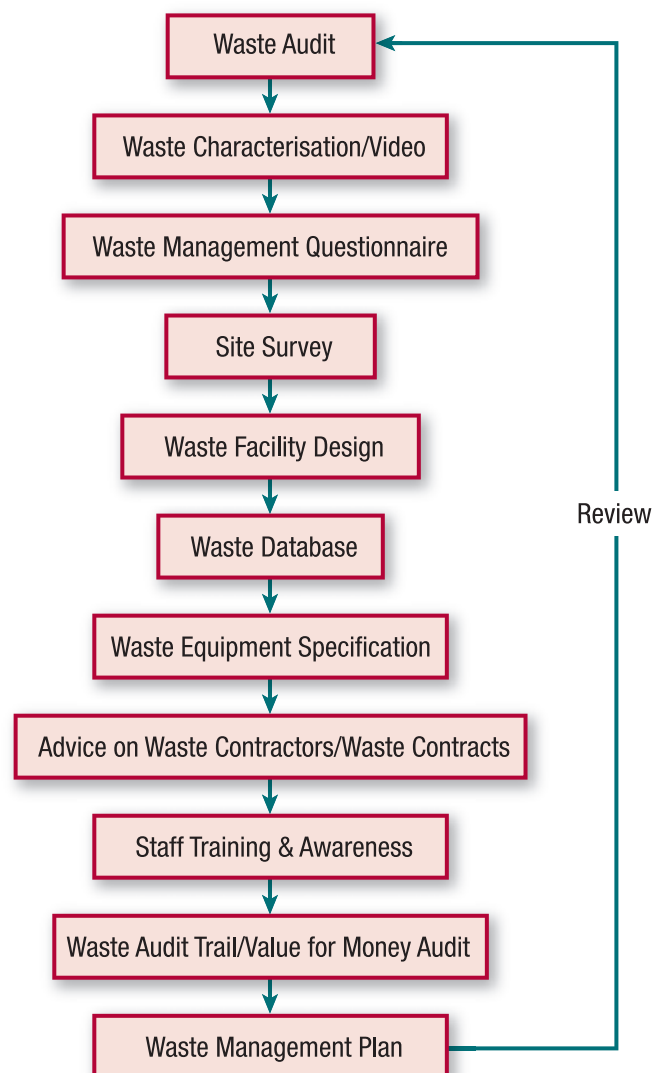 Waste Audit
Waste Characterisation/Video
Waste Management Questionnaire
Site Survey
Waste Facility Design
Review
Waste Database
Waste Equipment Specification
Advice on Waste Contractors/Waste Contracts
Staff Training & Awareness
Waste Audit Trail/Value for Money Audit
Waste Management Plan